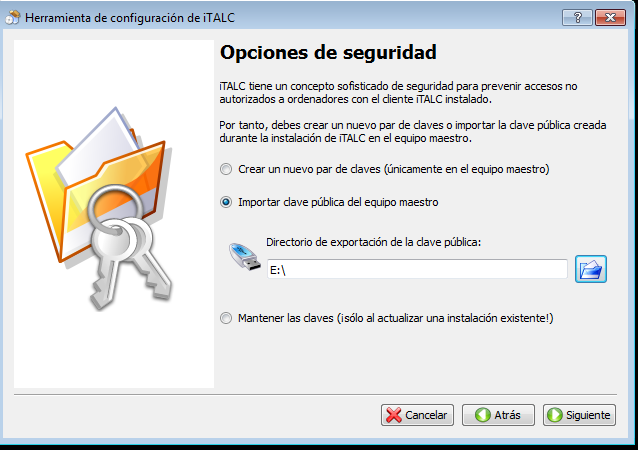 Herramienta de configuración de iTALC
Opciones de seguridad
iTALC tiene un concepto sofisticado de seguridad para prevenir accesos no
autorizados a ordenadores con el cliente iTALC instalado.
Por tanto, debes crear un nuevo par de claves o importar la clave pública creada
durante la instalación de iTALC en el equipo maestro.
Crear un nuevo par de claves (únicamente en el equipo maestro)
Importar clave pública del equipo maestro
Directorio de exportación de la clave pública:
E:\
Mantener las claves (¡sólo al actualizar una instalación existente!)
Cancelar
Atrás
Siguiente